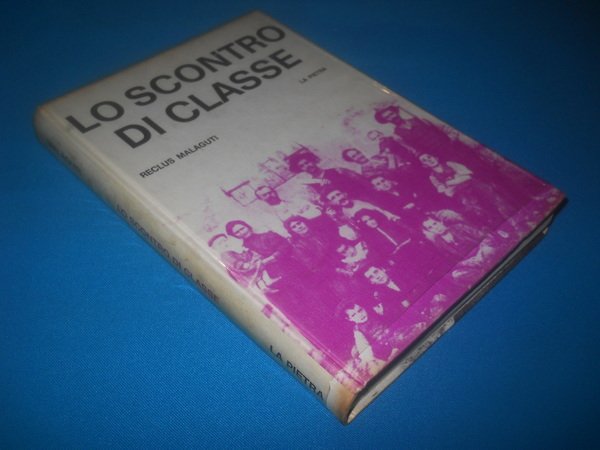 LO SCONTRO
DI CLASSE
LA PIETRA
RECLUS MALAGUTI
LO SCONTRO DI CLASSE
LA PIETRA